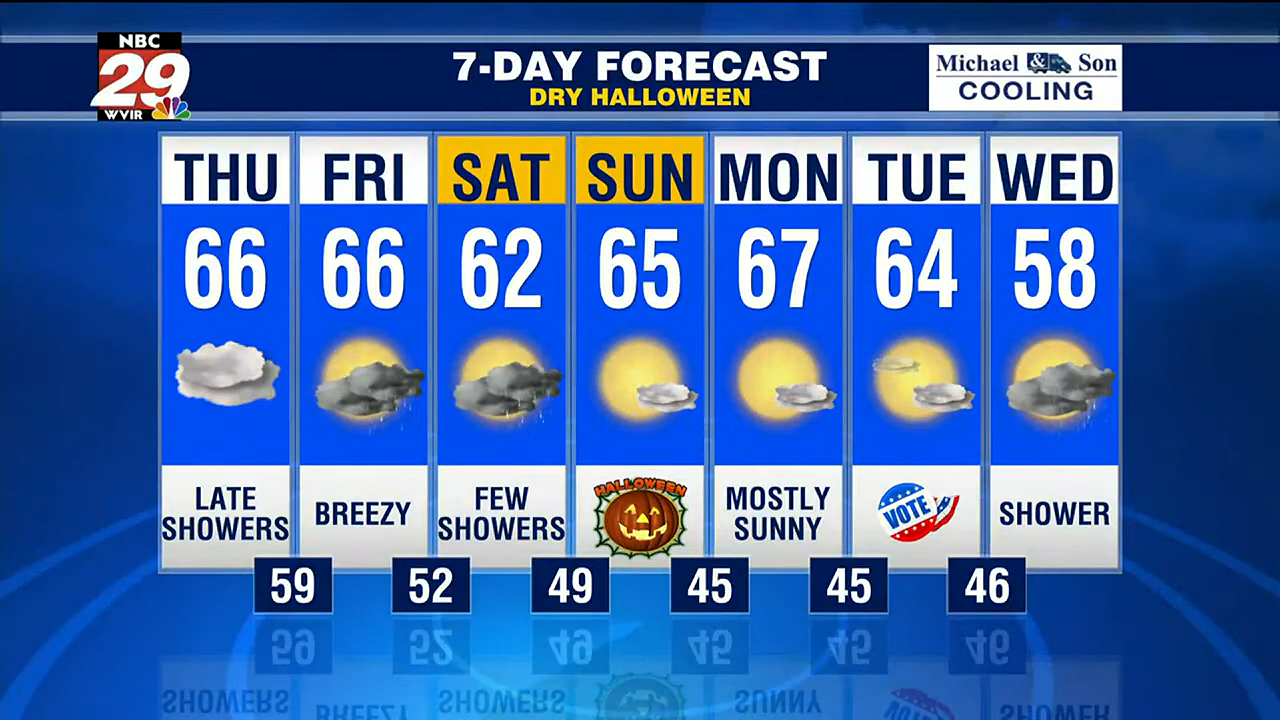 NBC
29
WVIR
7-DAY FORECAST
DRY HALLOWEEN
Michael & Son
COOLING
THU FRI SAT SUN MON TUE WED
66 66 62 65 67 64 58
LATE SHOWERS
BREEZY
FEW SHOWERS
HALLOWEEN
MOSTLY SUNNY
VOTE
SHOWER
59 52 49 45 45 46